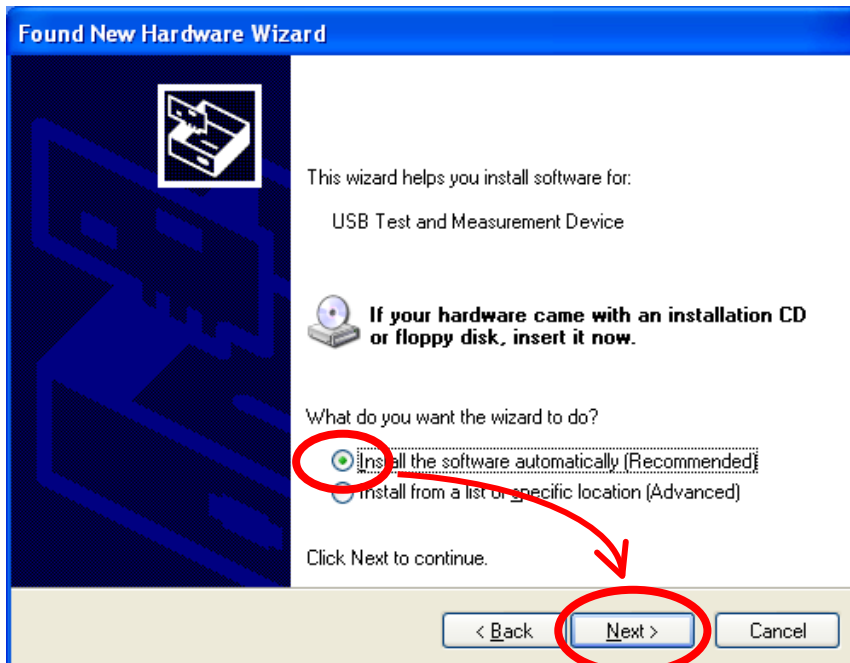 Found New Hardware Wizard
This wizard helps you install software for:
USB Test and Measurement Device
If your hardware came with an installation CD
or floppy disk, insert it now.
What do you want the wizard to do?
Install the software automatically (Recommended)
Install from a list or specific location (Advanced)
Click Next to continue.
< Back
Next >
Cancel